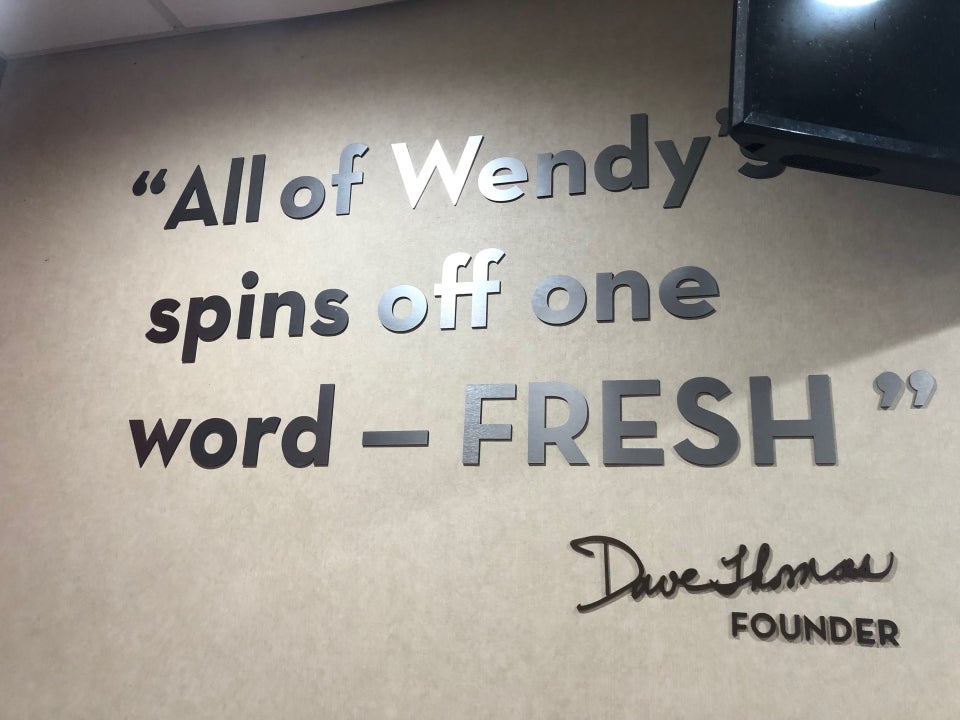 “All of Wendy's
spins off one
word – FRESH”
Dave Thomas
FOUNDER